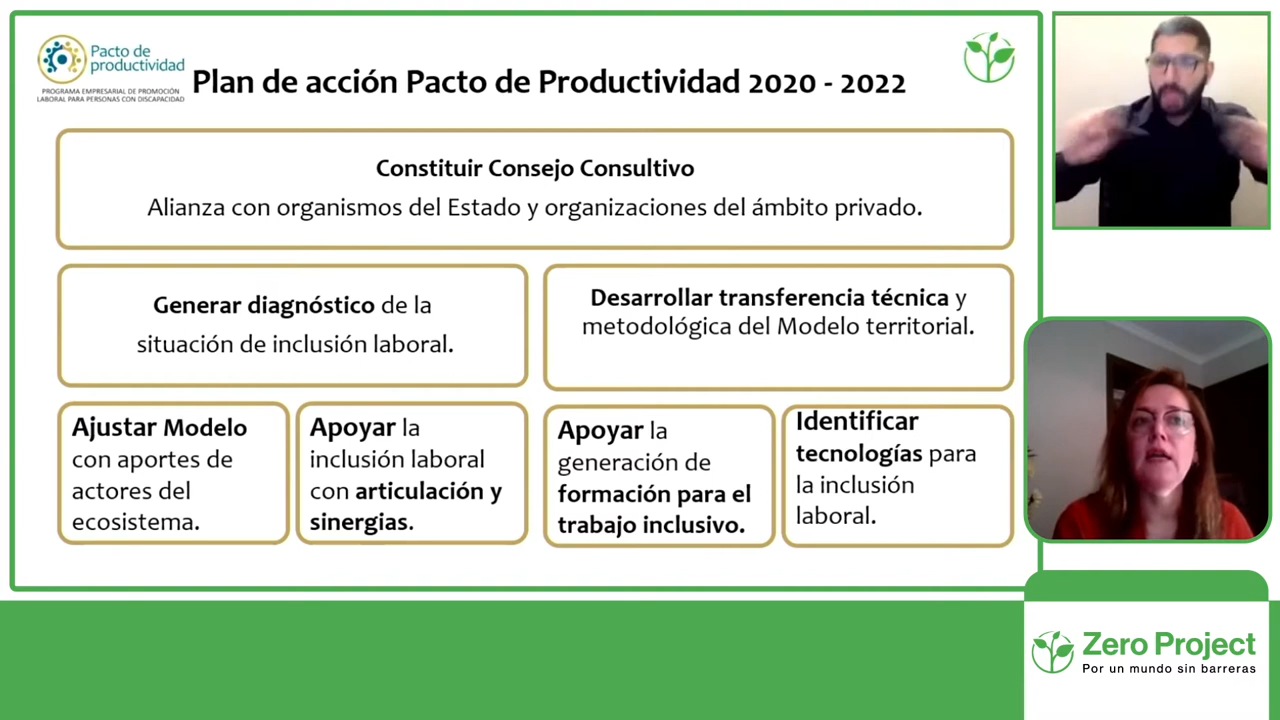 Pacto de
productividad
PROGRAMA EMPRESARIAL DE PROMOCIÓN
LABORAL PARA PERSONAS CON DISCAPACIDAD
Plan de acción Pacto de Productividad 2020 - 2022
Constituir Consejo Consultivo
Alianza con organismos del Estado y organizaciones del ámbito privado.
Generar diagnóstico de la
situación de inclusión laboral.
Desarrollar transferencia técnica y
metodológica del Modelo territorial.
Ajustar Modelo
con aportes de
actores del
ecosistema.
Apoyar la
inclusión laboral
con articulación y
sinergias.
Apoyar la
generación de
formación para el
trabajo inclusivo.
Identificar
tecnologías para
la inclusión
laboral.
Zero Project
Por un mundo sin barreras